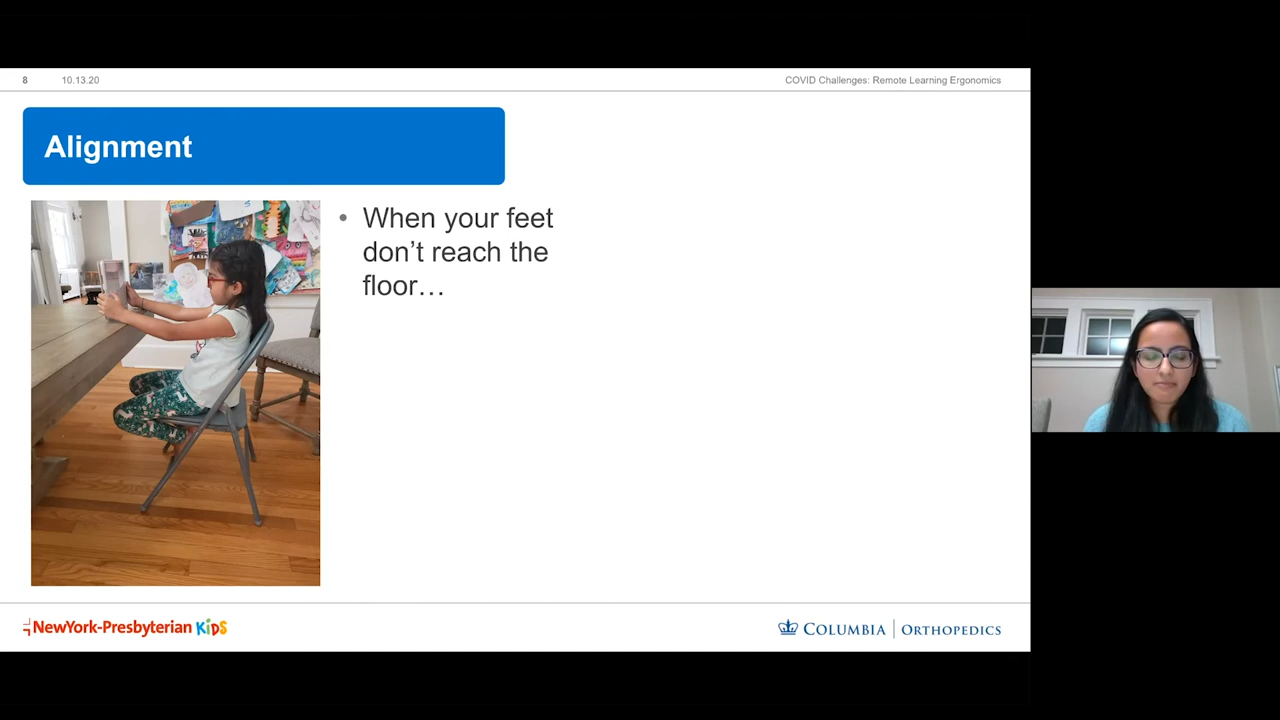 8 10.13.20 COVID Challenges: Remote Learning Ergonomics
Alignment
• When your feet
don’t reach the
floor…
NewYork-Presbyterian KiDS
COLUMBIA | ORTHOPEDICS